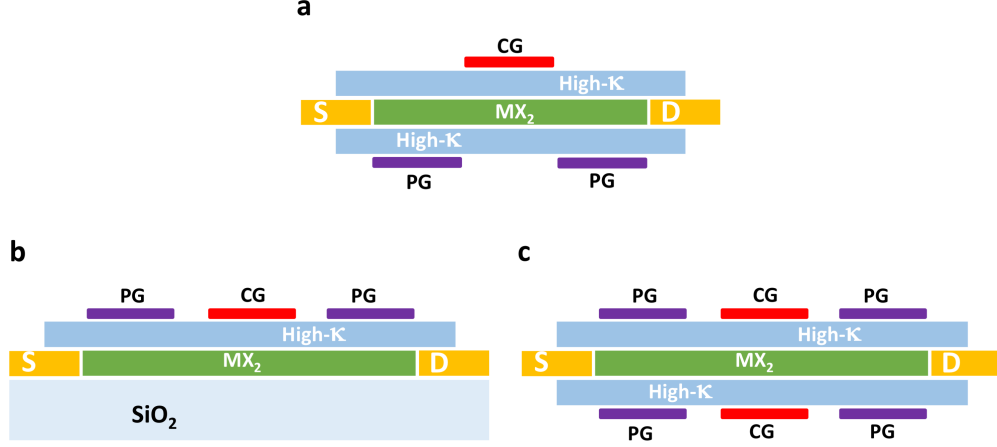 a
CG
High-κ
S MX₂ D
High-κ
PG PG
b
PG CG PG
High-κ
S MX₂ D
SiO₂
c
PG CG PG
High-κ
S MX₂ D
High-κ
PG CG PG